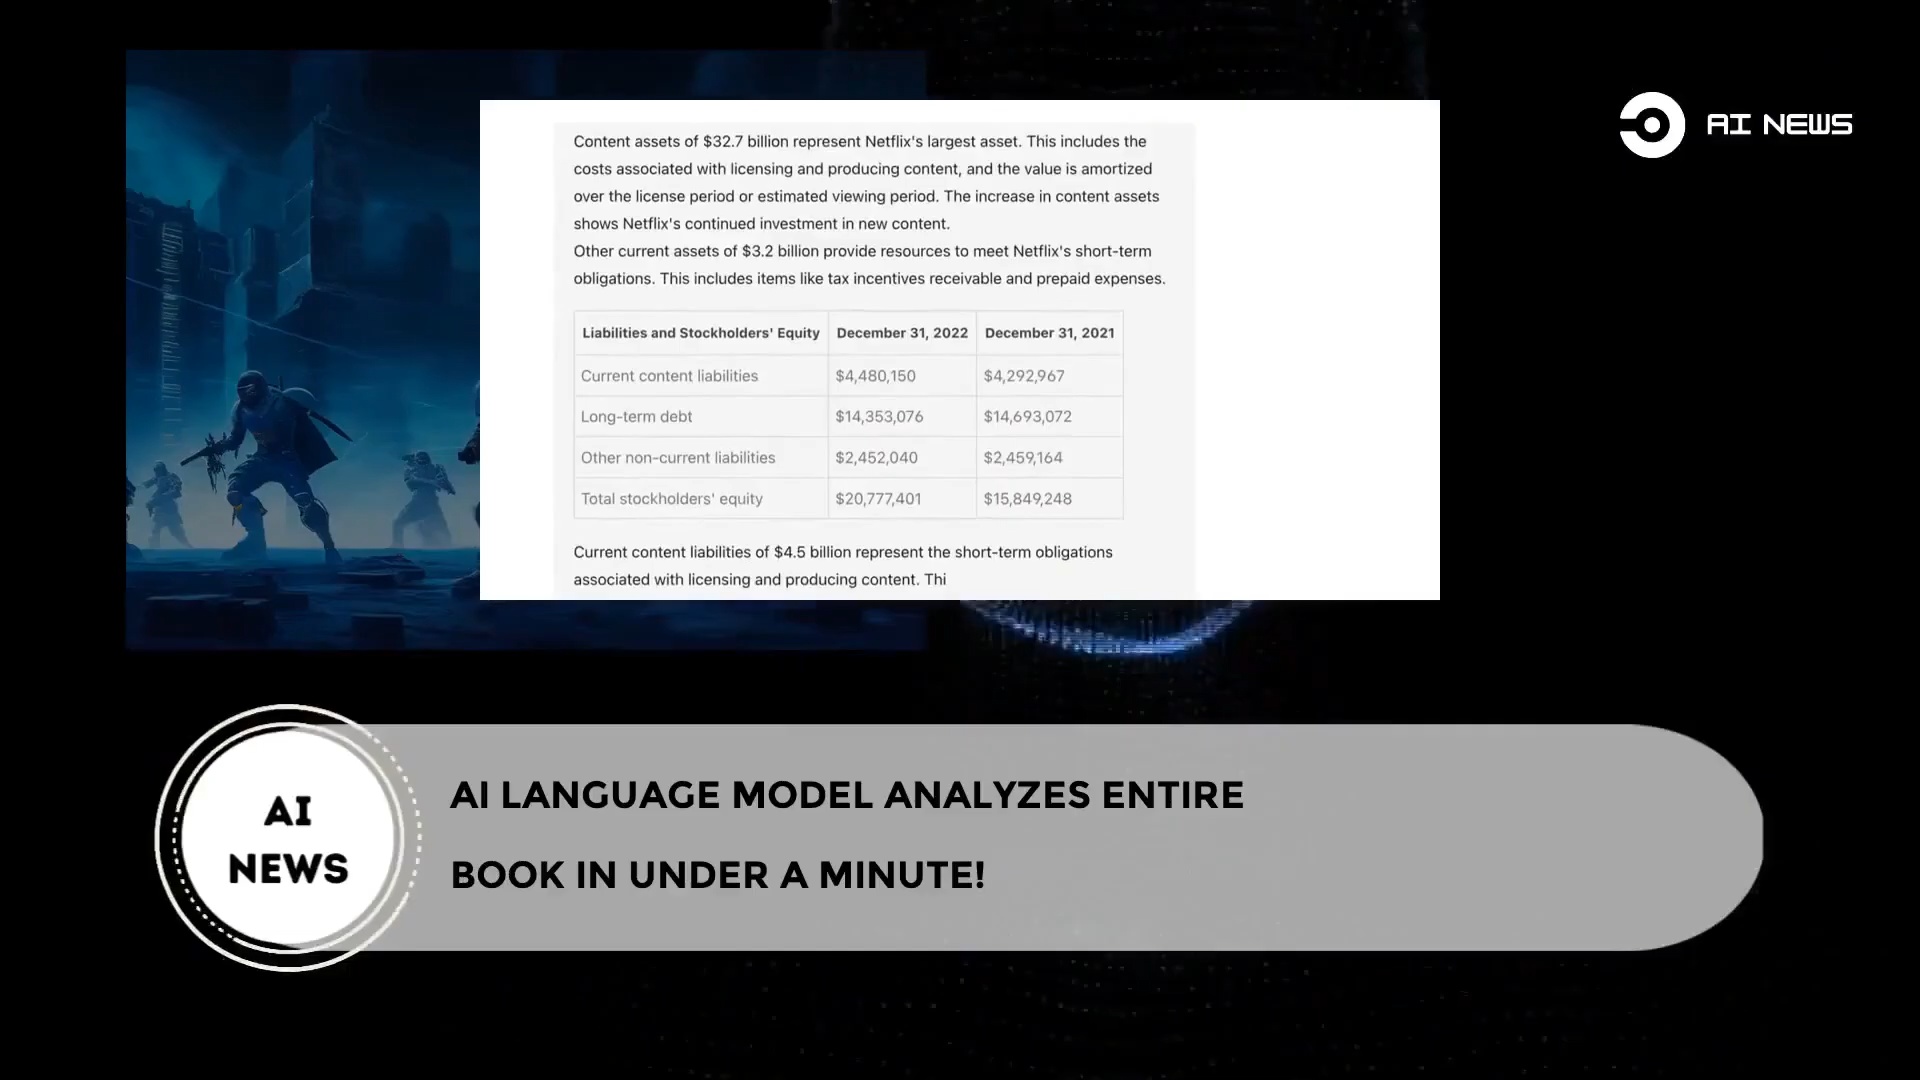 AI NEWS
Content assets of $32.7 billion represent Netflix's largest asset. This includes the
costs associated with licensing and producing content, and the value is amortized
over the license period or estimated viewing period. The increase in content assets
shows Netflix's continued investment in new content.
Other current assets of $3.2 billion provide resources to meet Netflix's short-term
obligations. This includes items like tax incentives receivable and prepaid expenses.
Liabilities and Stockholders' Equity December 31, 2022 December 31, 2021
Current content liabilities $4,480,150 $4,292,967
Long-term debt $14,353,076 $14,693,072
Other non-current liabilities $2,452,040 $2,459,164
Total stockholders' equity $20,777,401 $15,849,248
Current content liabilities of $4.5 billion represent the short-term obligations
associated with licensing and producing content. Thi
AI
NEWS
AI LANGUAGE MODEL ANALYZES ENTIRE
BOOK IN UNDER A MINUTE!